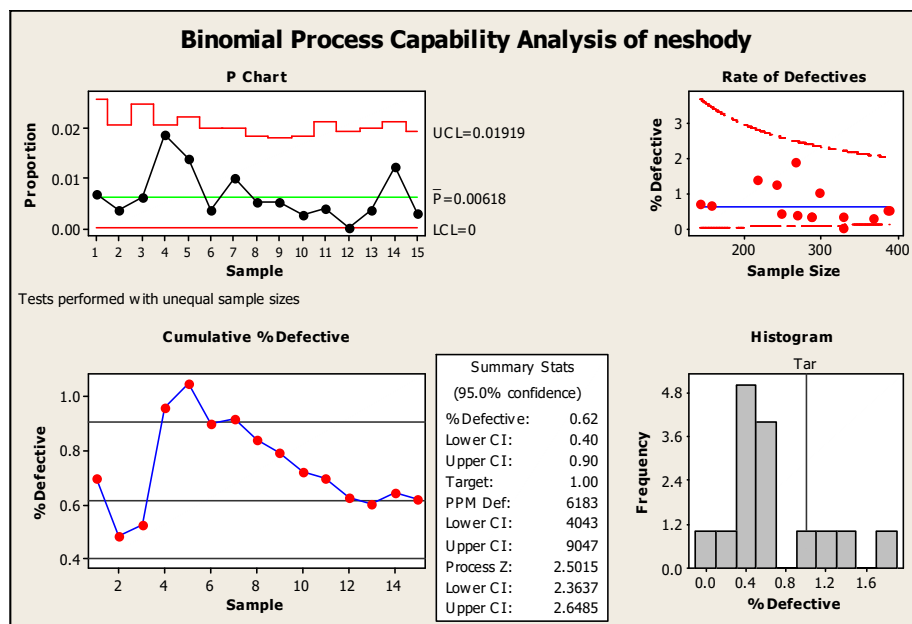 Binomial Process Capability Analysis of neshody
P Chart
Proportion
0.02
0.01
0.00
1 2 3 4 5 6 7 8 9 10 11 12 13 14 15
Sample
UCL=0.01919
P̅=0.00618
LCL=0
Tests performed with unequal sample sizes
Rate of Defectives
%Defective
3
2
1
0
200 300 400
Sample Size
Cumulative %Defective
%Defective
1.0
0.8
0.6
0.4
2 4 6 8 10 12 14
Sample
Summary Stats
(95.0% confidence)
%Defective: 0.62
Lower CI: 0.40
Upper CI: 0.90
Target: 1.00
PPM Def: 6183
Lower CI: 4043
Upper CI: 9047
Process Z: 2.5015
Lower CI: 2.3637
Upper CI: 2.6485
Histogram
Tar
Frequency
4.8
3.6
2.4
1.2
0.0
0.0 0.4 0.8 1.2 1.6
%Defective